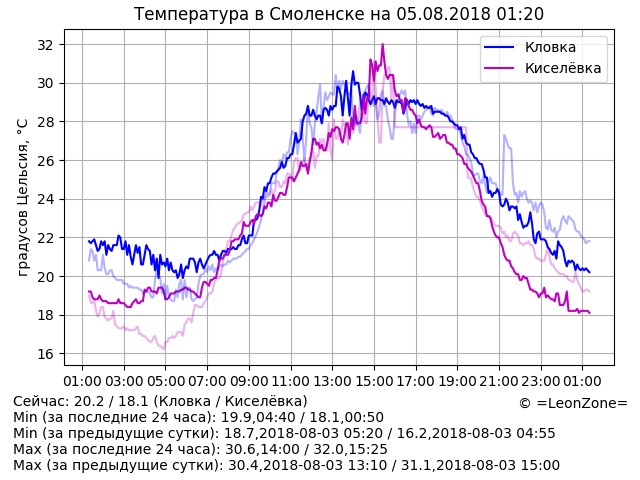 Температура в Смоленске на 05.08.2018 01:20
Кловка
Киселёвка
градусов Цельсия, °C
32
30
28
26
24
22
20
18
16
01:00 03:00 05:00 07:00 09:00 11:00 13:00 15:00 17:00 19:00 21:00 23:00 01:00
Сейчас: 20.2 / 18.1 (Кловка / Киселёвка)
© =LeonZone=
Min (за последние 24 часа): 19.9,04:40 / 18.1,00:50
Min (за предыдущие сутки): 18.7,2018-08-03 05:20 / 16.2,2018-08-03 04:55
Max (за последние 24 часа): 30.6,14:00 / 32.0,15:25
Max (за предыдущие сутки): 30.4,2018-08-03 13:10 / 31.1,2018-08-03 15:00